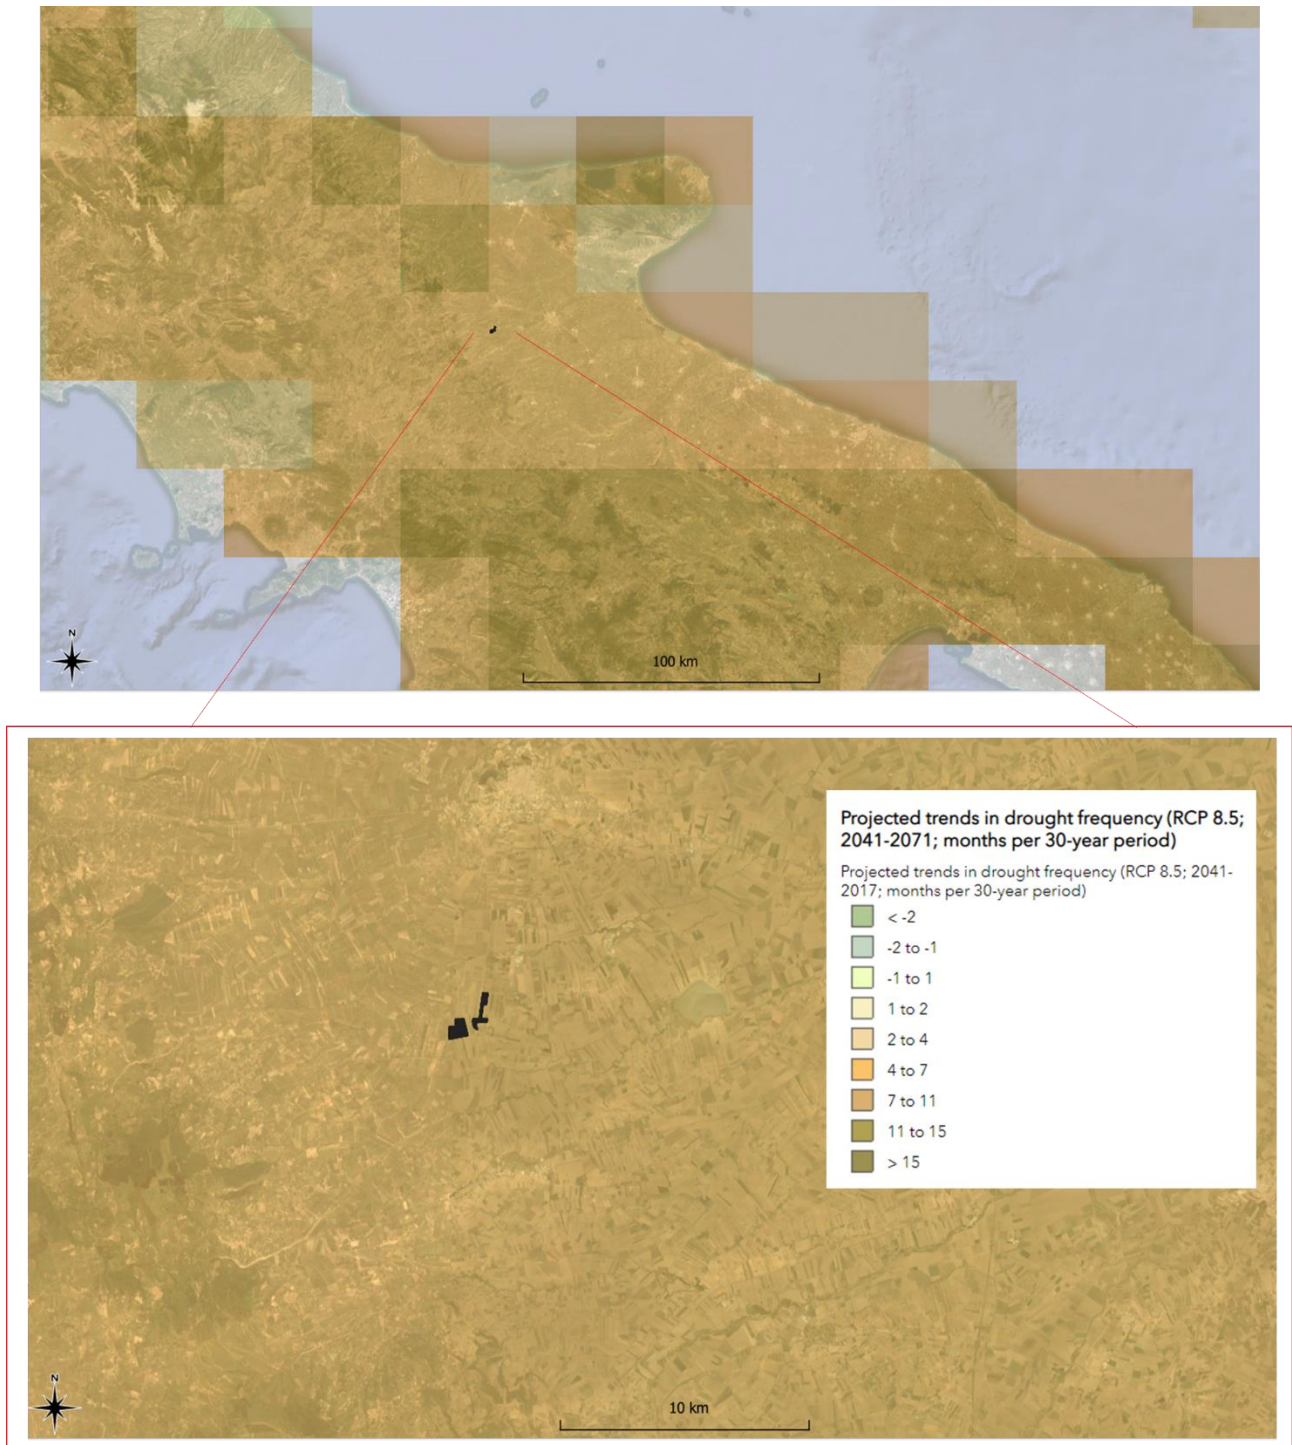 N
100 km
Projected trends in drought frequency (RCP 8.5;
2041-2071; months per 30-year period)
Projected trends in drought frequency (RCP 8.5; 2041-
2017; months per 30-year period)
< -2
-2 to -1
-1 to 1
1 to 2
2 to 4
4 to 7
7 to 11
11 to 15
> 15
N
10 km